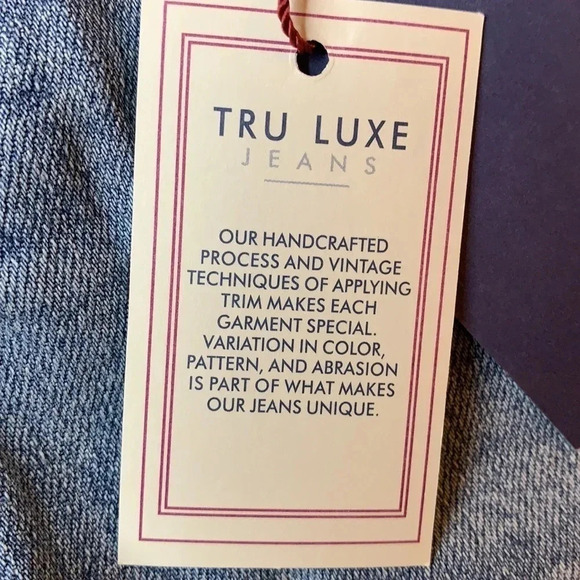 TRU LUXE
JEANS
OUR HANDCRAFTED
PROCESS AND VINTAGE
TECHNIQUES OF APPLYING
TRIM MAKES EACH
GARMENT SPECIAL.
VARIATION IN COLOR,
PATTERN, AND ABRASION
IS PART OF WHAT MAKES
OUR JEANS UNIQUE.